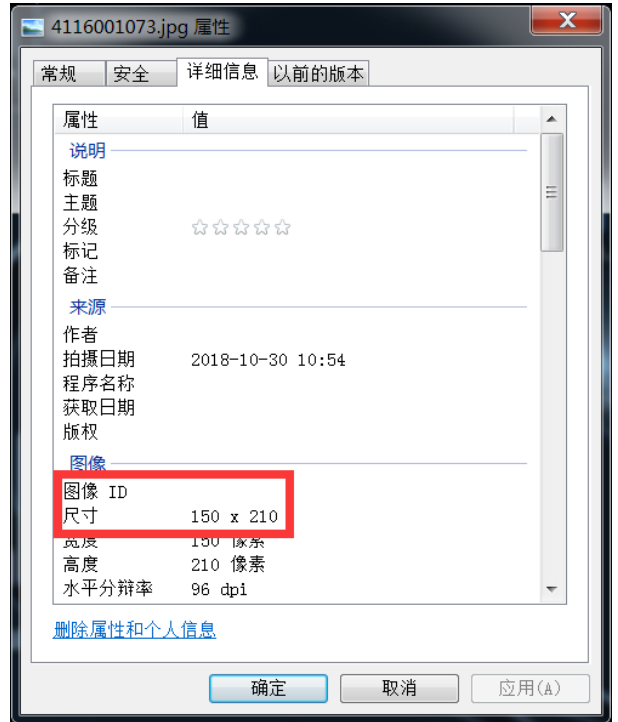 4116001073.jpg 属性
常规 安全 详细信息 以前的版本
属性 值
说明
标题
主题
分级
标记
备注
来源
作者
拍摄日期 2018-10-30 10:54
程序名称
获取日期
版权
图像
图像 ID
尺寸 150 x 210
宽度 150 像素
高度 210 像素
水平分辩率 96 dpi
删除属性和个人信息
确定 取消 应用(A)